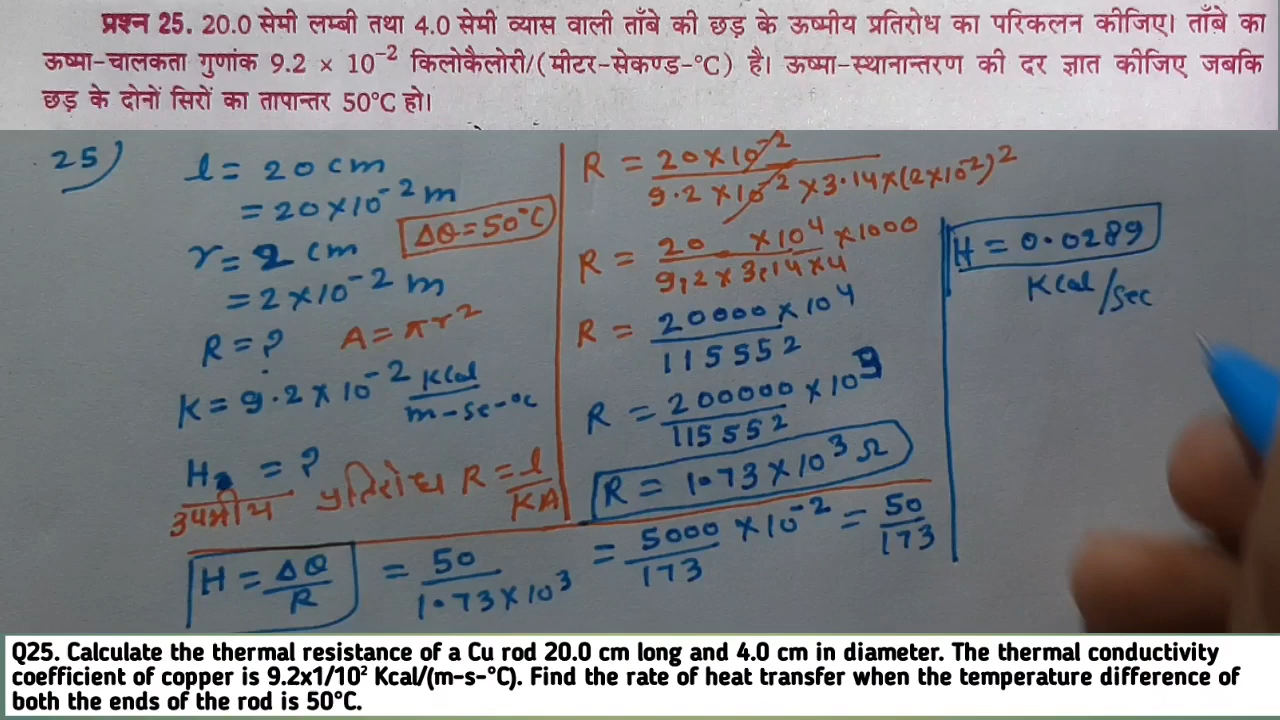 प्रश्न 25. 20.0 सेमी लम्बी तथा 4.0 सेमी व्यास वाली ताँबे की छड़ के ऊष्मीय प्रतिरोध का परिकलन कीजिए। ताँबे का
ऊष्मा-चालकता गुणांक 9.2 × 10⁻² किलोकैलोरी/(मीटर-सेकण्ड-°C) है। ऊष्मा-स्थानान्तरण की दर ज्ञात कीजिए जबकि
छड़ के दोनों सिरों का तापान्तर 50°C हो।
25)
l = 20 cm
= 20×10⁻² m
Δθ = 50°C
r = 2 cm
= 2×10⁻² m
R = ?
A = πr²
K = 9.2 × 10⁻² Kcal/m-se-°c
H = ?
उष्मीय प्रतिरोध R = l/KA
R = 20×10⁻²/9.2×10⁻²×3.14×(2×10⁻²)²
R = 20 ×10⁴ ×1000/9.2×3.14×4
R = 20000×10⁴/115552
R = 200000×10³/115552
R = 1.73×10³ Ω
H = Δθ/R = 50/1.73×10³ = 5000/173 ×10⁻² = 50/173
H = 0.0289
Kcal/sec
Q25. Calculate the thermal resistance of a Cu rod 20.0 cm long and 4.0 cm in diameter. The thermal conductivity
coefficient of copper is 9.2x1/10² Kcal/(m-s-°C). Find the rate of heat transfer when the temperature difference of
both the ends of the rod is 50°C.